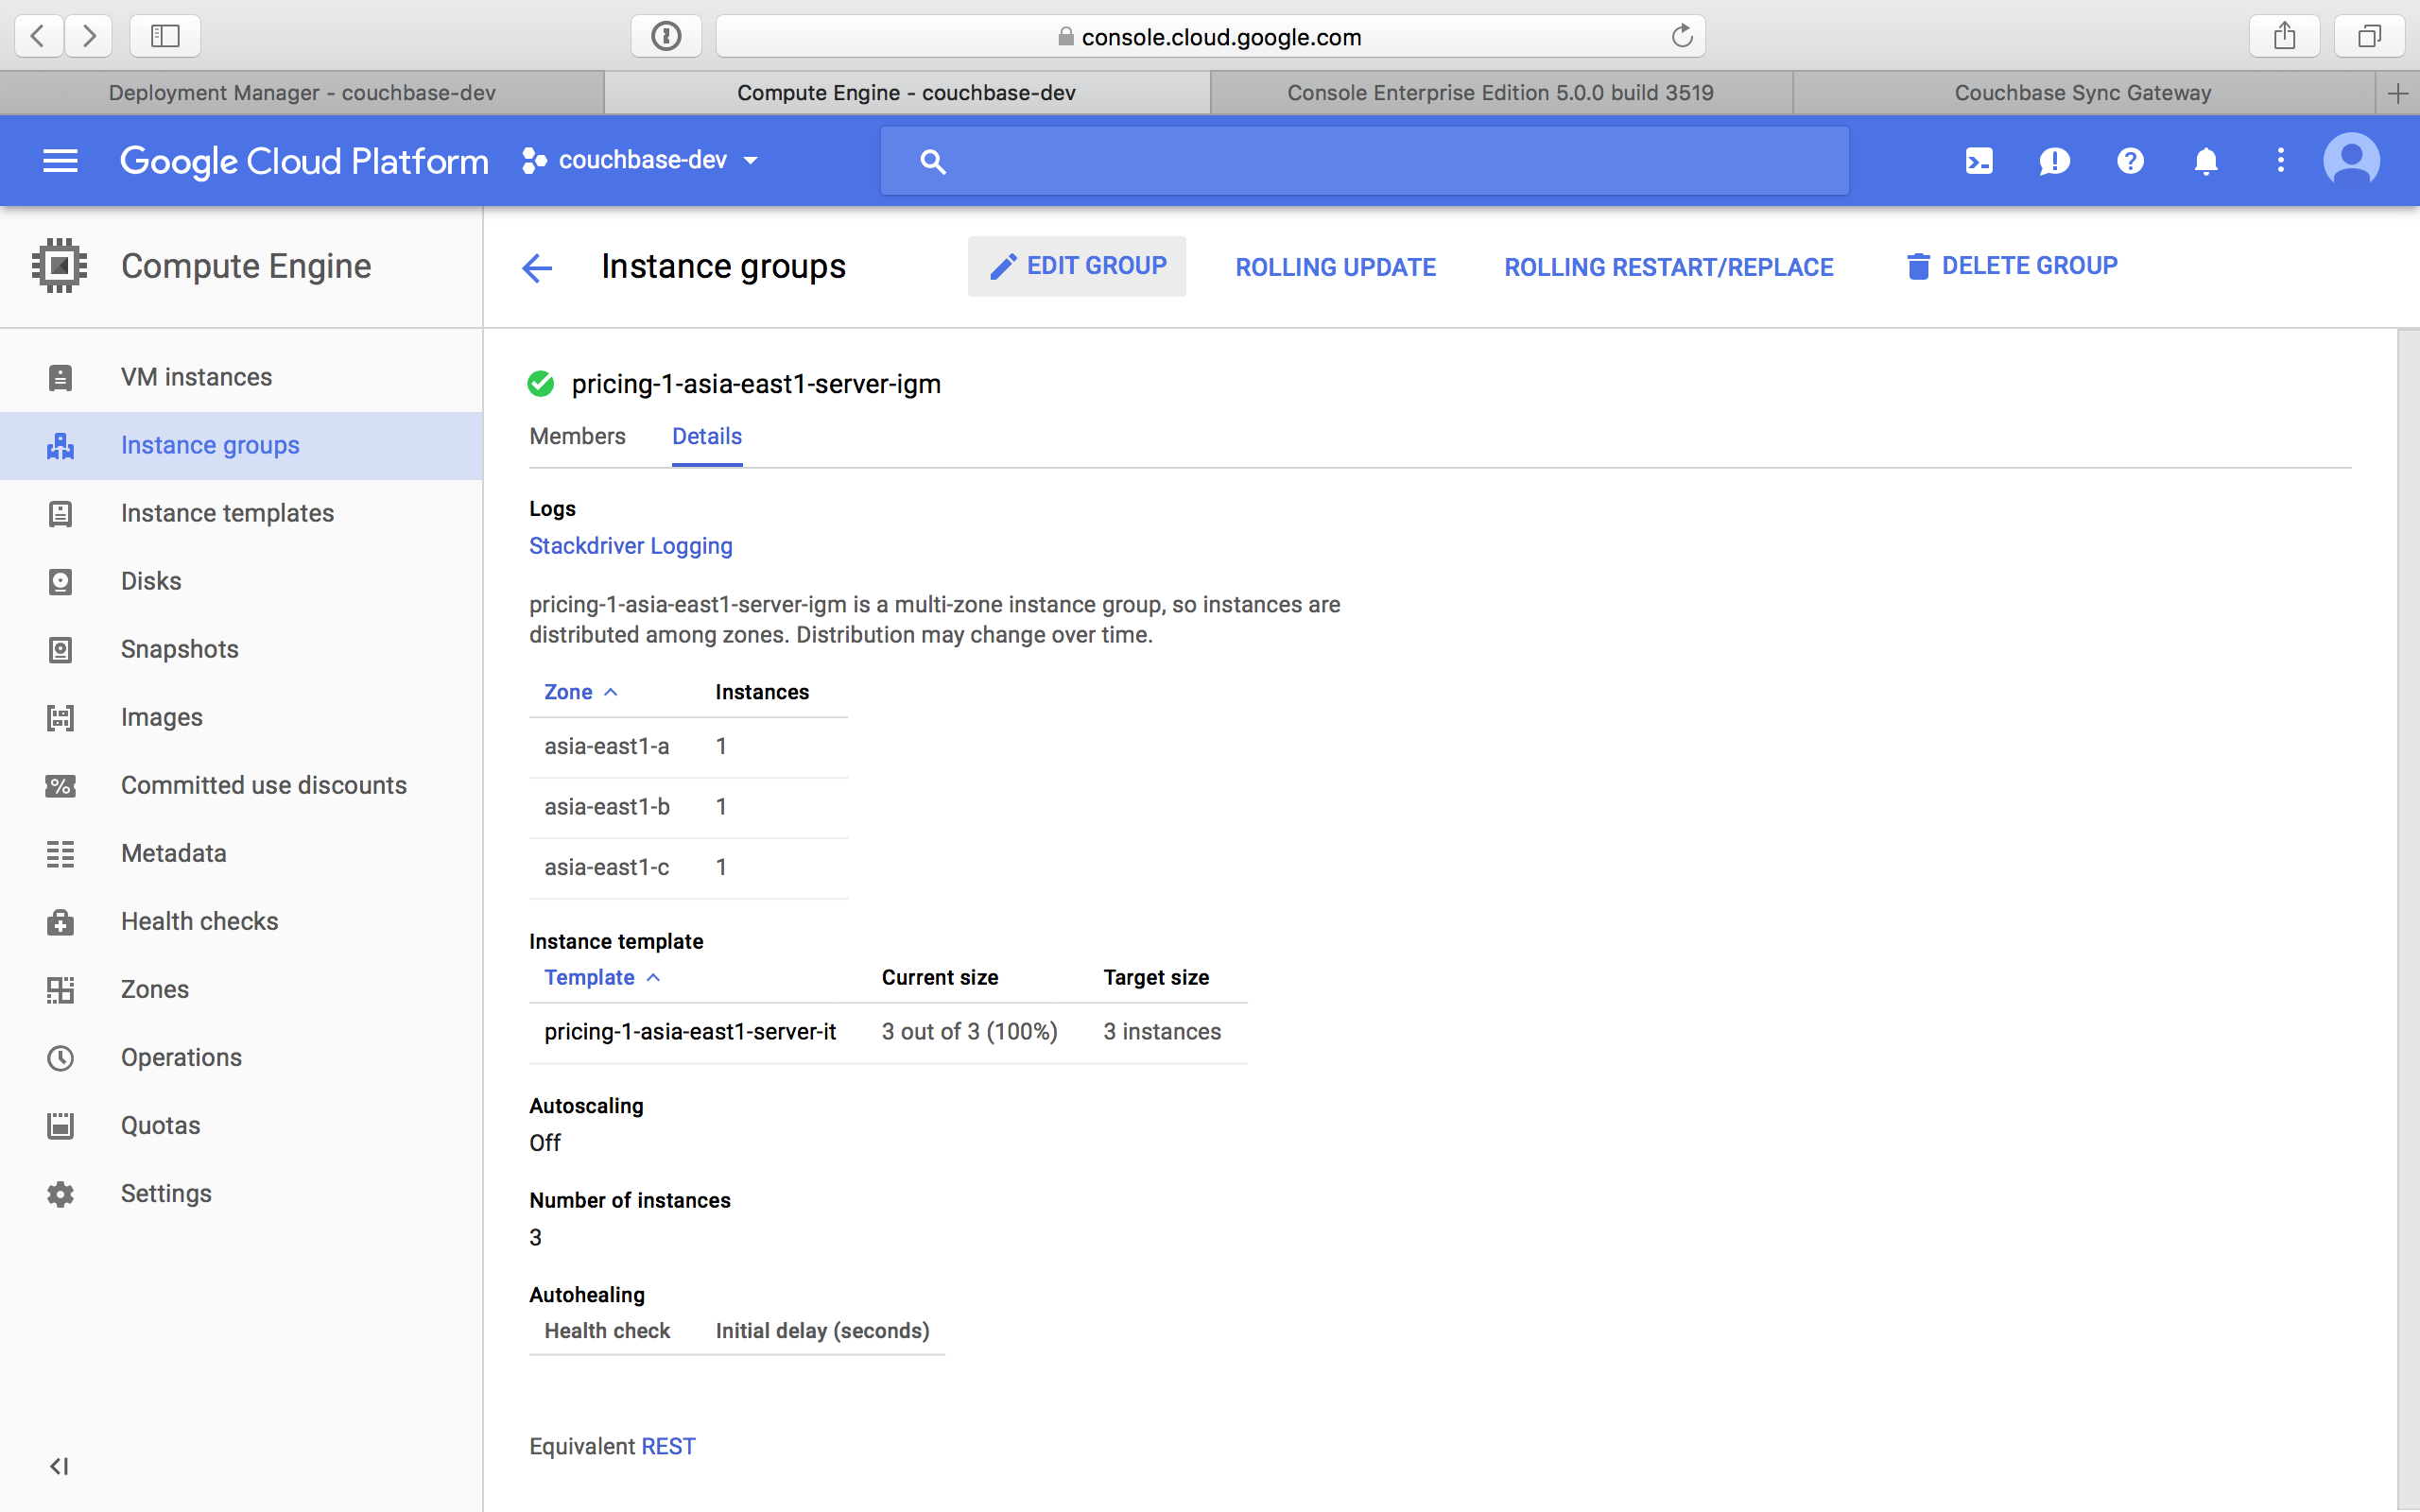 console.cloud.google.com
Deployment Manager - couchbase-dev
Compute Engine - couchbase-dev
Console Enterprise Edition 5.0.0 build 3519
Couchbase Sync Gateway
Google Cloud Platform
couchbase-dev
Compute Engine
Instance groups
EDIT GROUP
ROLLING UPDATE
ROLLING RESTART/REPLACE
DELETE GROUP
VM instances
Instance groups
Instance templates
Disks
Snapshots
Images
Committed use discounts
Metadata
Health checks
Zones
Operations
Quotas
Settings
pricing-1-asia-east1-server-igm
Members Details
Logs
Stackdriver Logging
pricing-1-asia-east1-server-igm is a multi-zone instance group, so instances are
distributed among zones. Distribution may change over time.
Zone Instances
asia-east1-a 1
asia-east1-b 1
asia-east1-c 1
Instance template
Template Current size Target size
pricing-1-asia-east1-server-it 3 out of 3 (100%) 3 instances
Autoscaling
Off
Number of instances
3
Autohealing
Health check Initial delay (seconds)
Equivalent REST